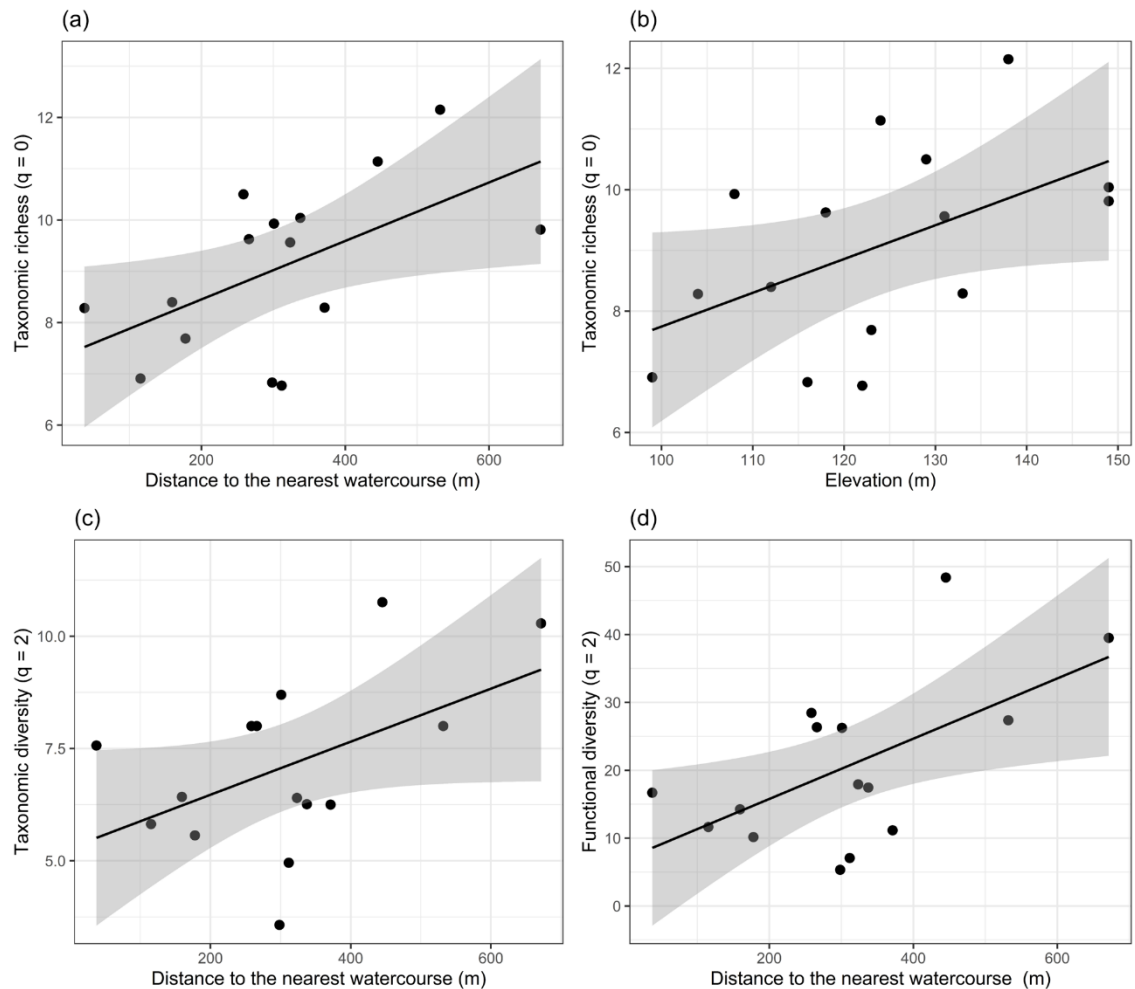 (a)
Taxonomic richess (q = 0)
12
10
8
6
200
400
600
Distance to the nearest watercourse (m)
(b)
Taxonomic richess (q = 0)
12
10
8
6
100
110
120
130
140
150
Elevation (m)
(c)
Taxonomic diversity (q = 2)
10.0
7.5
5.0
200
400
600
Distance to the nearest watercourse (m)
(d)
Functional diversity (q = 2)
50
40
30
20
10
0
200
400
600
Distance to the nearest watercourse (m)